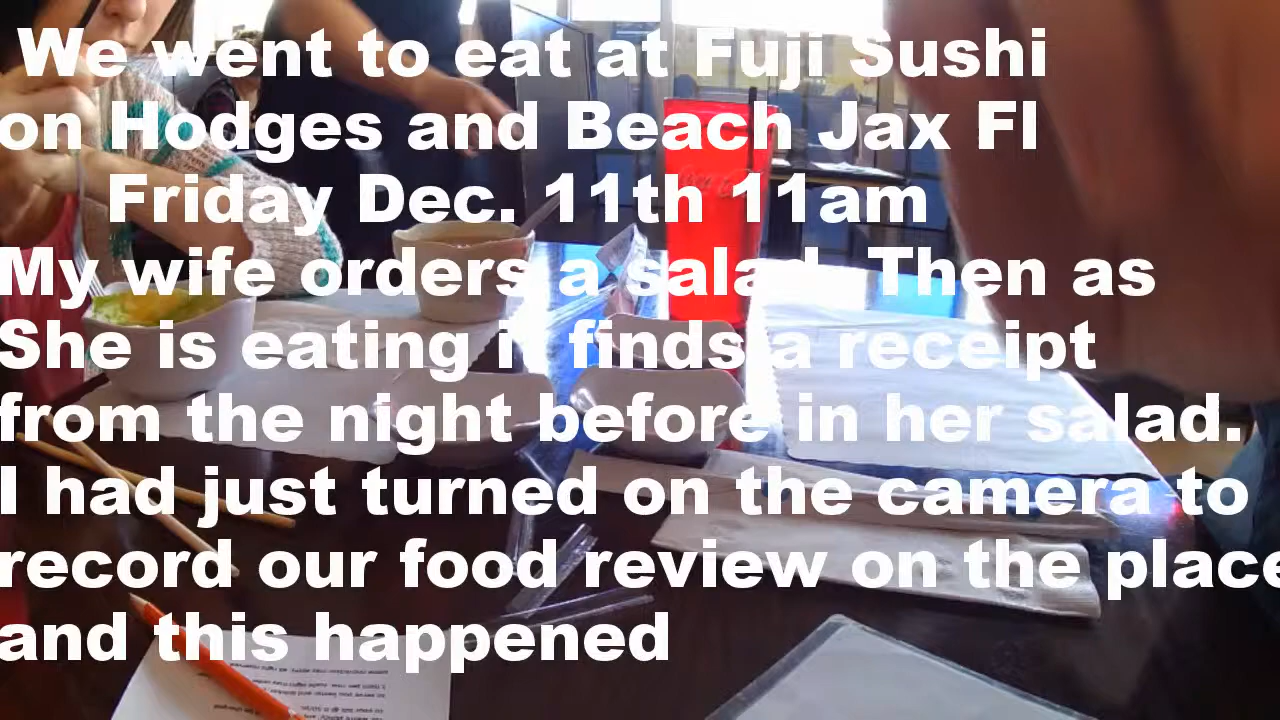 We went to eat at Fuji Sushi
on Hodges and Beach Jax Fl
Friday Dec. 11th 11am
My wife orders a salad. Then as
She is eating it finds a receipt
from the night before in her salad.
I had just turned on the camera to
record our food review on the place
and this happened